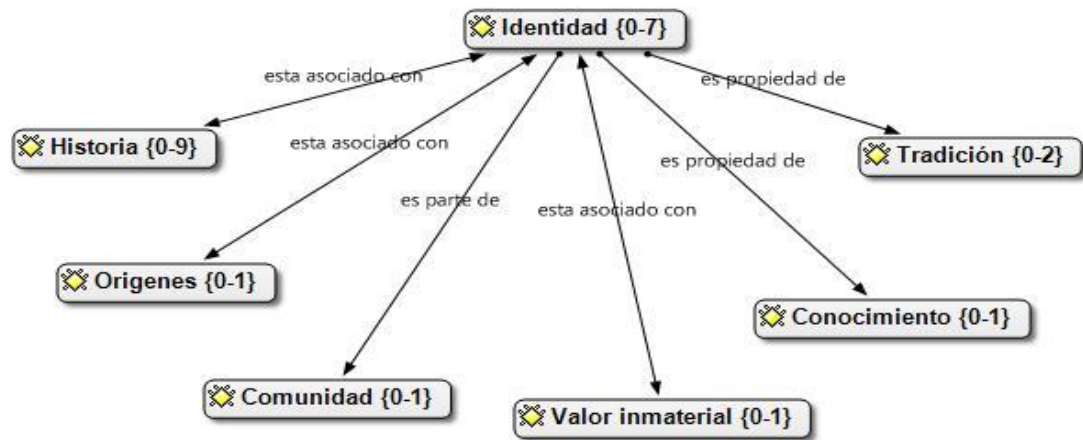 Identidad {0-7}
esta asociado con
es propiedad de
Historia {0-9}
esta asociado con
Tradición {0-2}
es propiedad de
es parte de
esta asociado con
Origenes {0-1}
Conocimiento {0-1}
Comunidad {0-1}
Valor inmaterial {0-1}